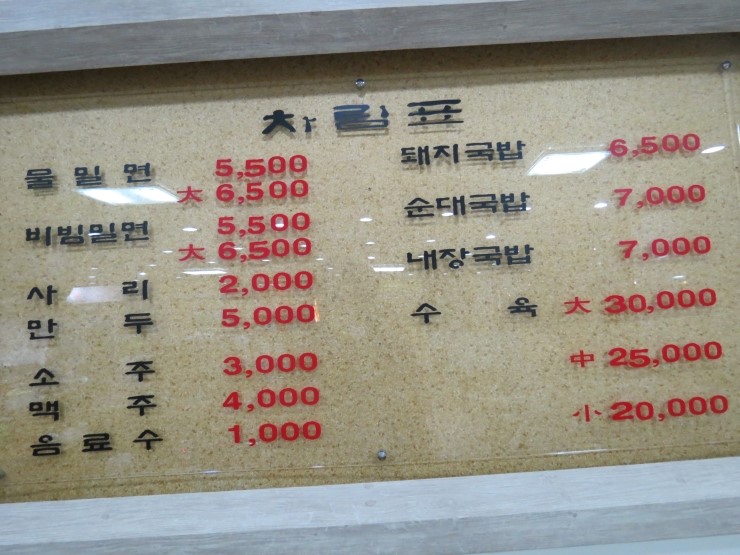 차림표
물밀면 5,500
大 6,500
비빔밀면 5,500
大 6,500
사리 2,000
만두 5,000
소주 3,000
맥주 4,000
음료수 1,000
돼지국밥 6,500
순대국밥 7,000
내장국밥 7,000
수육 大 30,000
中 25,000
小 20,000